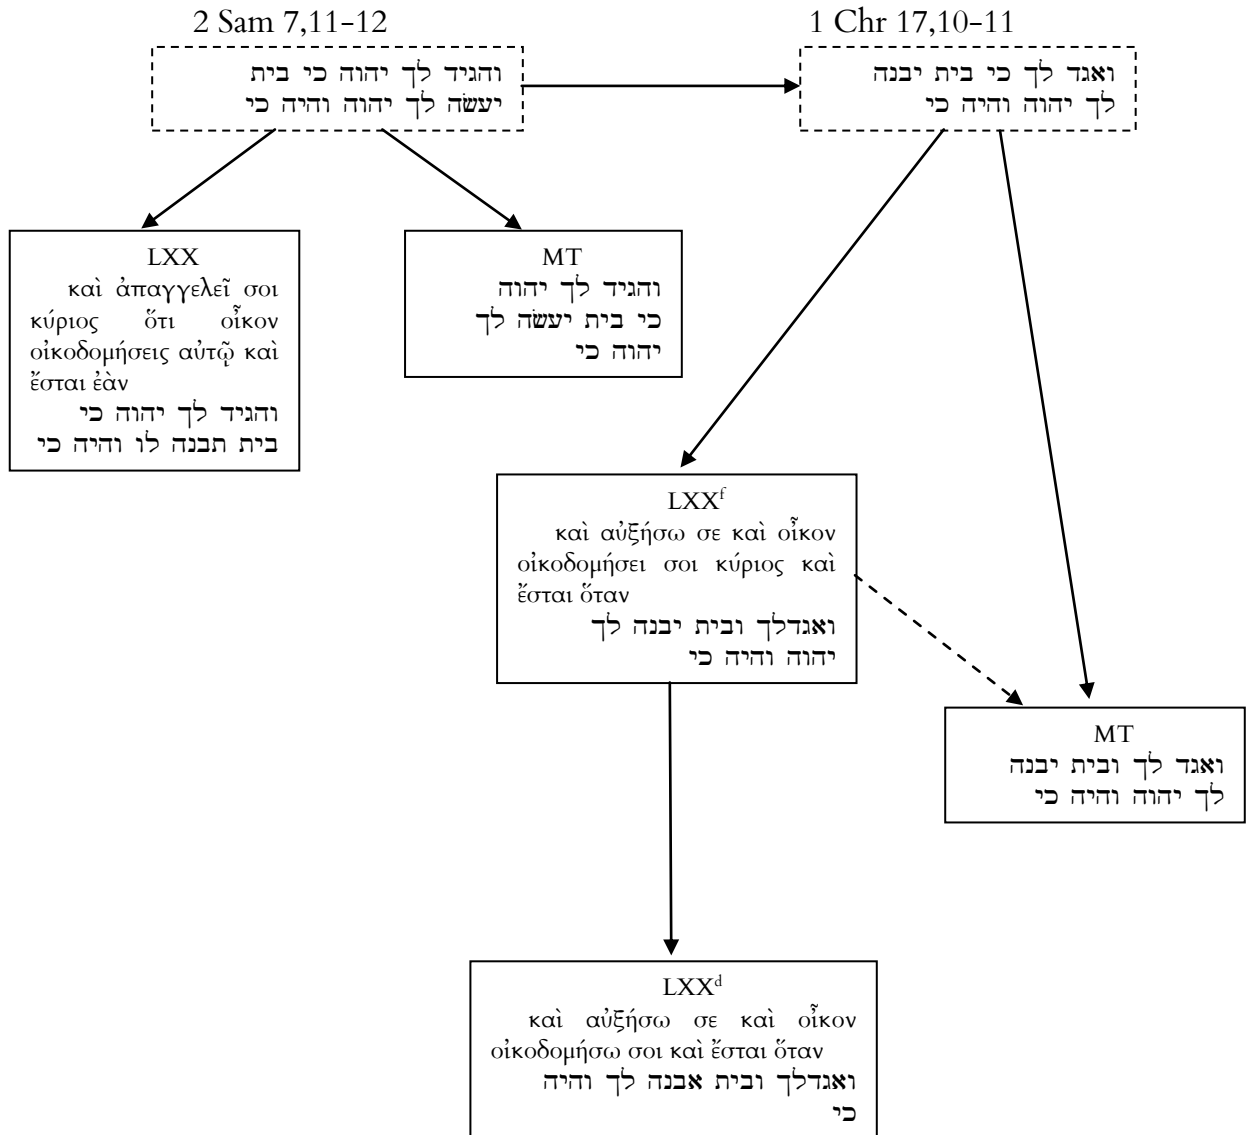 2 Sam 7,11–12
והגיד לך יהוה כי בית
יעשׂה לך יהוה והיה כי
1 Chr 17,10–11
ואגד לך כי בית יבנה
לך יהוה והיה כי
LXX
καὶ ἀπαγγελεῖ σοι
κύριος ὅτι οἶκον
οἰκοδομήσεις αὐτῷ καὶ
ἔσται ἐὰν
והגיד לך יהוה כי
בית תבנה לו והיה כי
MT
והגיד לך יהוה
כי בית יעשׂה לך
יהוה כי
LXXᶠ
καὶ αὐξήσω σε καὶ οἶκον
οἰκοδομήσει σοι κύριος καὶ
ἔσται ὅταν
ואגדלך ובית יבנה לך
יהוה והיה כי
MT
ואגד לך ובית יבנה
לך יהוה והיה כי
LXXᵈ
καὶ αὐξήσω σε καὶ οἶκον
οἰκοδομήσω σοι καὶ ἔσται ὅταν
ואגדלך ובית אבנה לך והיה
כי